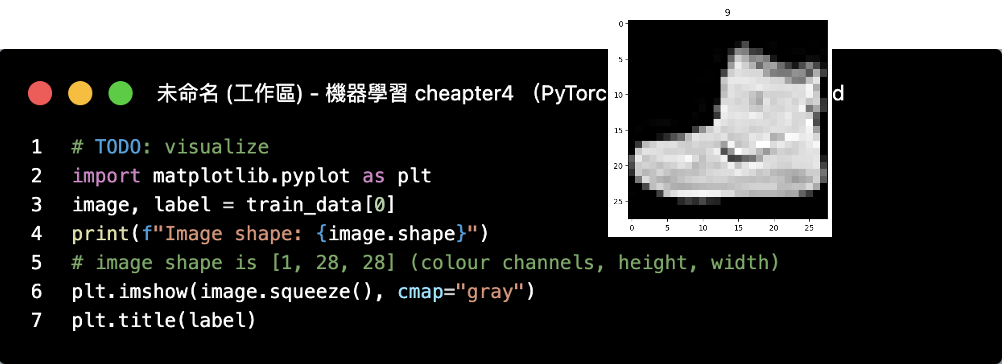 9
0
5
10
15
20
25
0 5 10 15 20 25
未命名 (工作區) - 機器學習 cheapter4 （PyTorc d
1 # TODO: visualize
2 import matplotlib.pyplot as plt
3 image, label = train_data[0]
4 print(f"Image shape: {image.shape}")
5 # image shape is [1, 28, 28] (colour channels, height, width)
6 plt.imshow(image.squeeze(), cmap="gray")
7 plt.title(label)